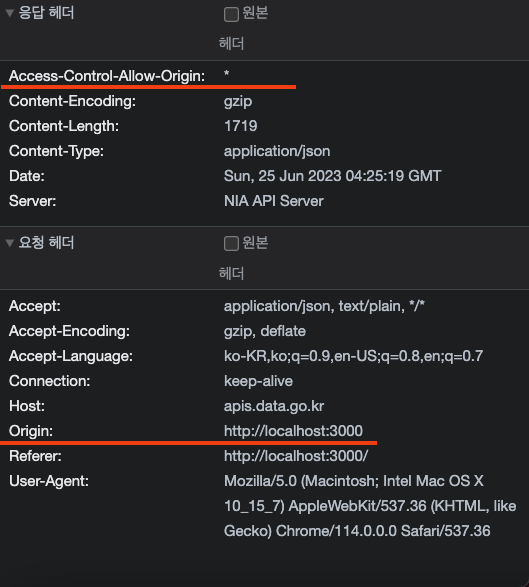 ▼ 응답 헤더 원본
헤더
Access-Control-Allow-Origin: *
Content-Encoding: gzip
Content-Length: 1719
Content-Type: application/json
Date: Sun, 25 Jun 2023 04:25:19 GMT
Server: NIA API Server
▼ 요청 헤더 원본
헤더
Accept: application/json, text/plain, */*
Accept-Encoding: gzip, deflate
Accept-Language: ko-KR,ko;q=0.9,en-US;q=0.8,en;q=0.7
Connection: keep-alive
Host: apis.data.go.kr
Origin: http://localhost:3000
Referer: http://localhost:3000/
User-Agent: Mozilla/5.0 (Macintosh; Intel Mac OS X
10_15_7) AppleWebKit/537.36 (KHTML, like
Gecko) Chrome/114.0.0.0 Safari/537.36